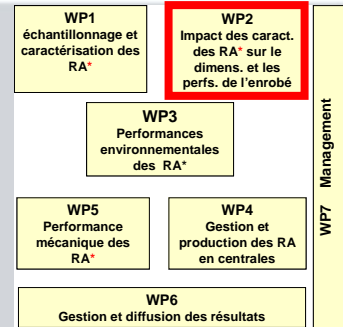 WP1
échantillonnage et
caractérisation des
RA*
WP2
Impact des caract.
des RA* sur le
dimens. et les
perfs. de l'enrobé
WP3
Performances
environnementales
des RA*
WP5
Performance
mécanique des
RA*
WP4
Gestion et
production des RA
en centrales
WP6
Gestion et diffusion des résultats
WP7 Management